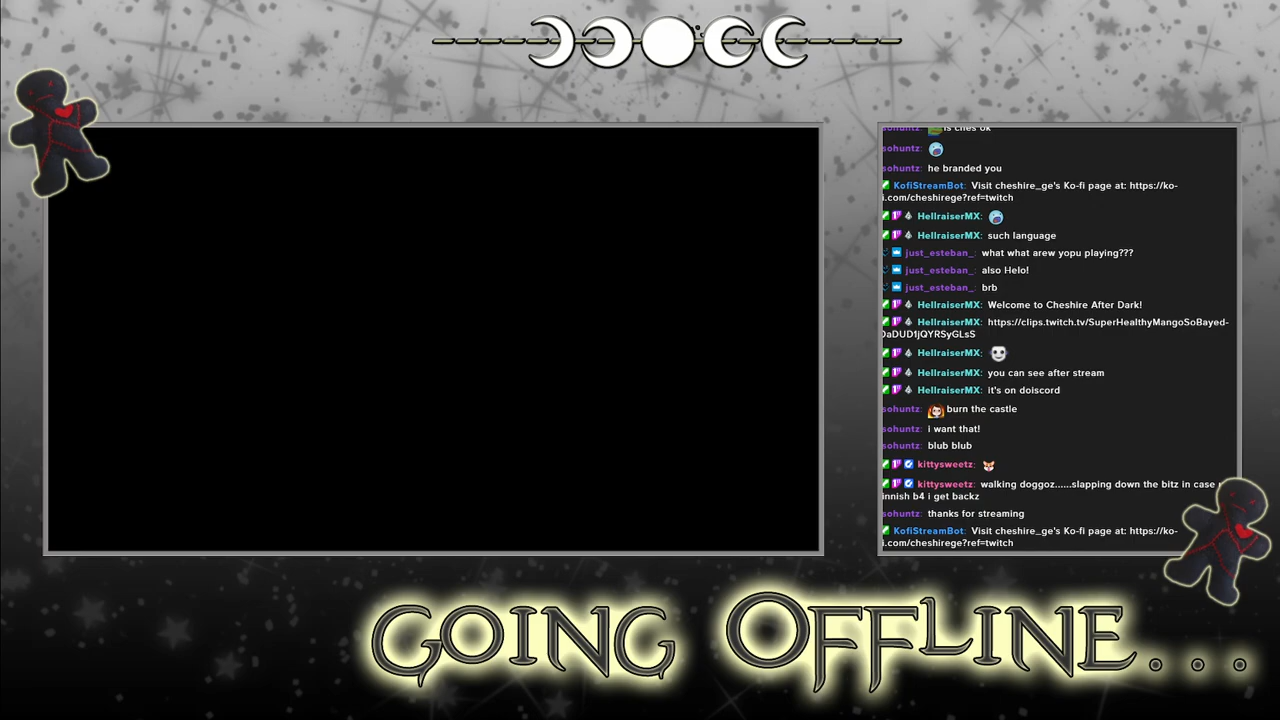 sohuntz: is ches ok
sohuntz:
sohuntz: he branded you
KofiStreamBot: Visit cheshire_ge's Ko-fi page at: https://ko-
i.com/cheshirege?ref=twitch
HellraiserMX:
HellraiserMX: such language
just_esteban_: what what arew yopu playing???
just_esteban_: also Helo!
just_esteban_: brb
HellraiserMX: Welcome to Cheshire After Dark!
HellraiserMX: https://clips.twitch.tv/SuperHealthyMangoSoBayed-
DaDUD1jQYRSyGLsS
HellraiserMX:
HellraiserMX: you can see after stream
HellraiserMX: it's on doiscord
sohuntz: burn the castle
sohuntz: i want that!
sohuntz: blub blub
kittysweetz:
kittysweetz: walking doggoz......slapping down the bitz in case
innish b4 i get backz
sohuntz: thanks for streaming
KofiStreamBot: Visit cheshire_ge's Ko-fi page at: https://ko-
i.com/cheshirege?ref=twitch
GOING OFFLINE...